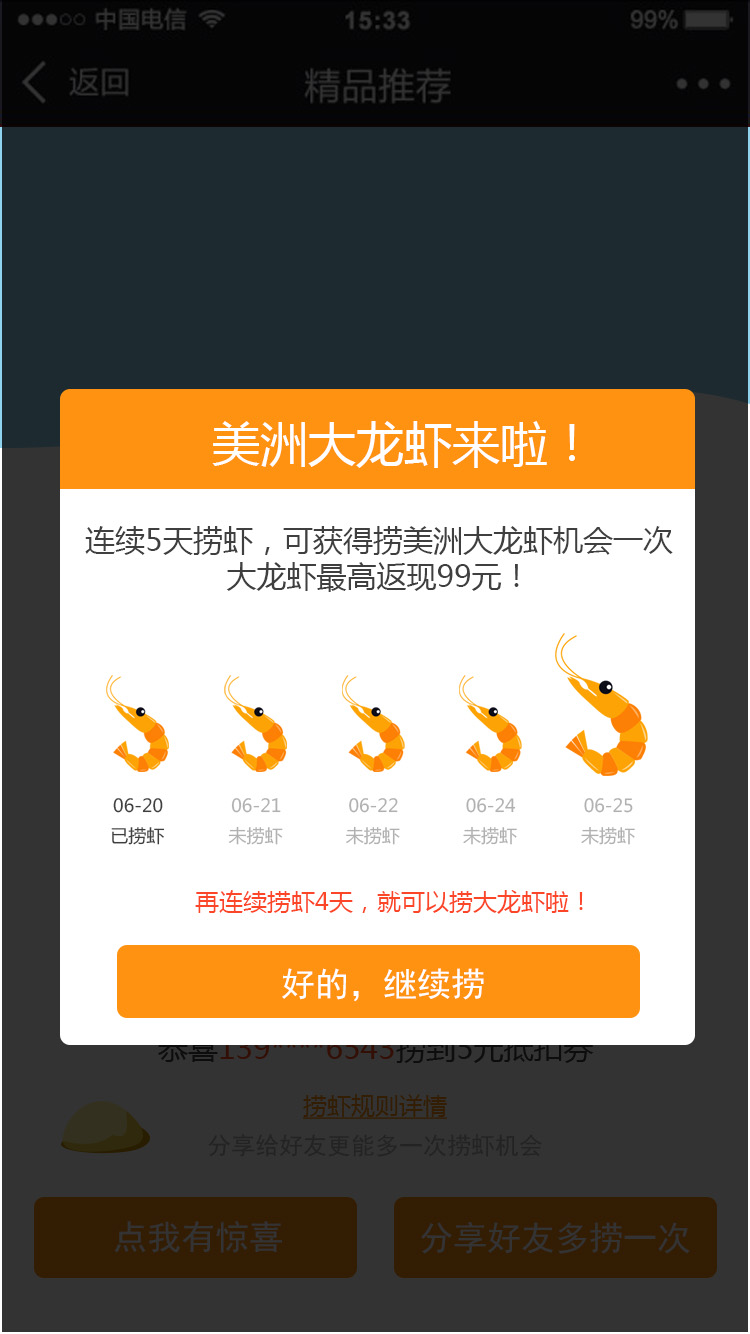 中国电信 15:33 99%
返回 精品推荐
美洲大龙虾来啦！
连续5天捞虾，可获得捞美洲大龙虾机会一次
大龙虾最高返现99元！
06-20 06-21 06-22 06-24 06-25
已捞虾 未捞虾 未捞虾 未捞虾 未捞虾
再连续捞虾4天，就可以捞大龙虾啦！
好的，继续捞
恭喜139****6543捞到5元抵扣券
捞虾规则详情
分享给好友更能多一次捞虾机会
点我有惊喜 分享好友多捞一次